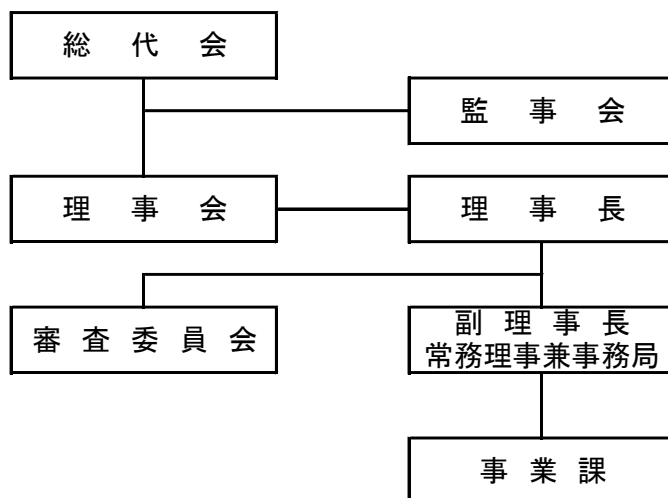 総代会
監事会
理事会
理事長
審査委員会
副理事長
常務理事兼事務局
事業課